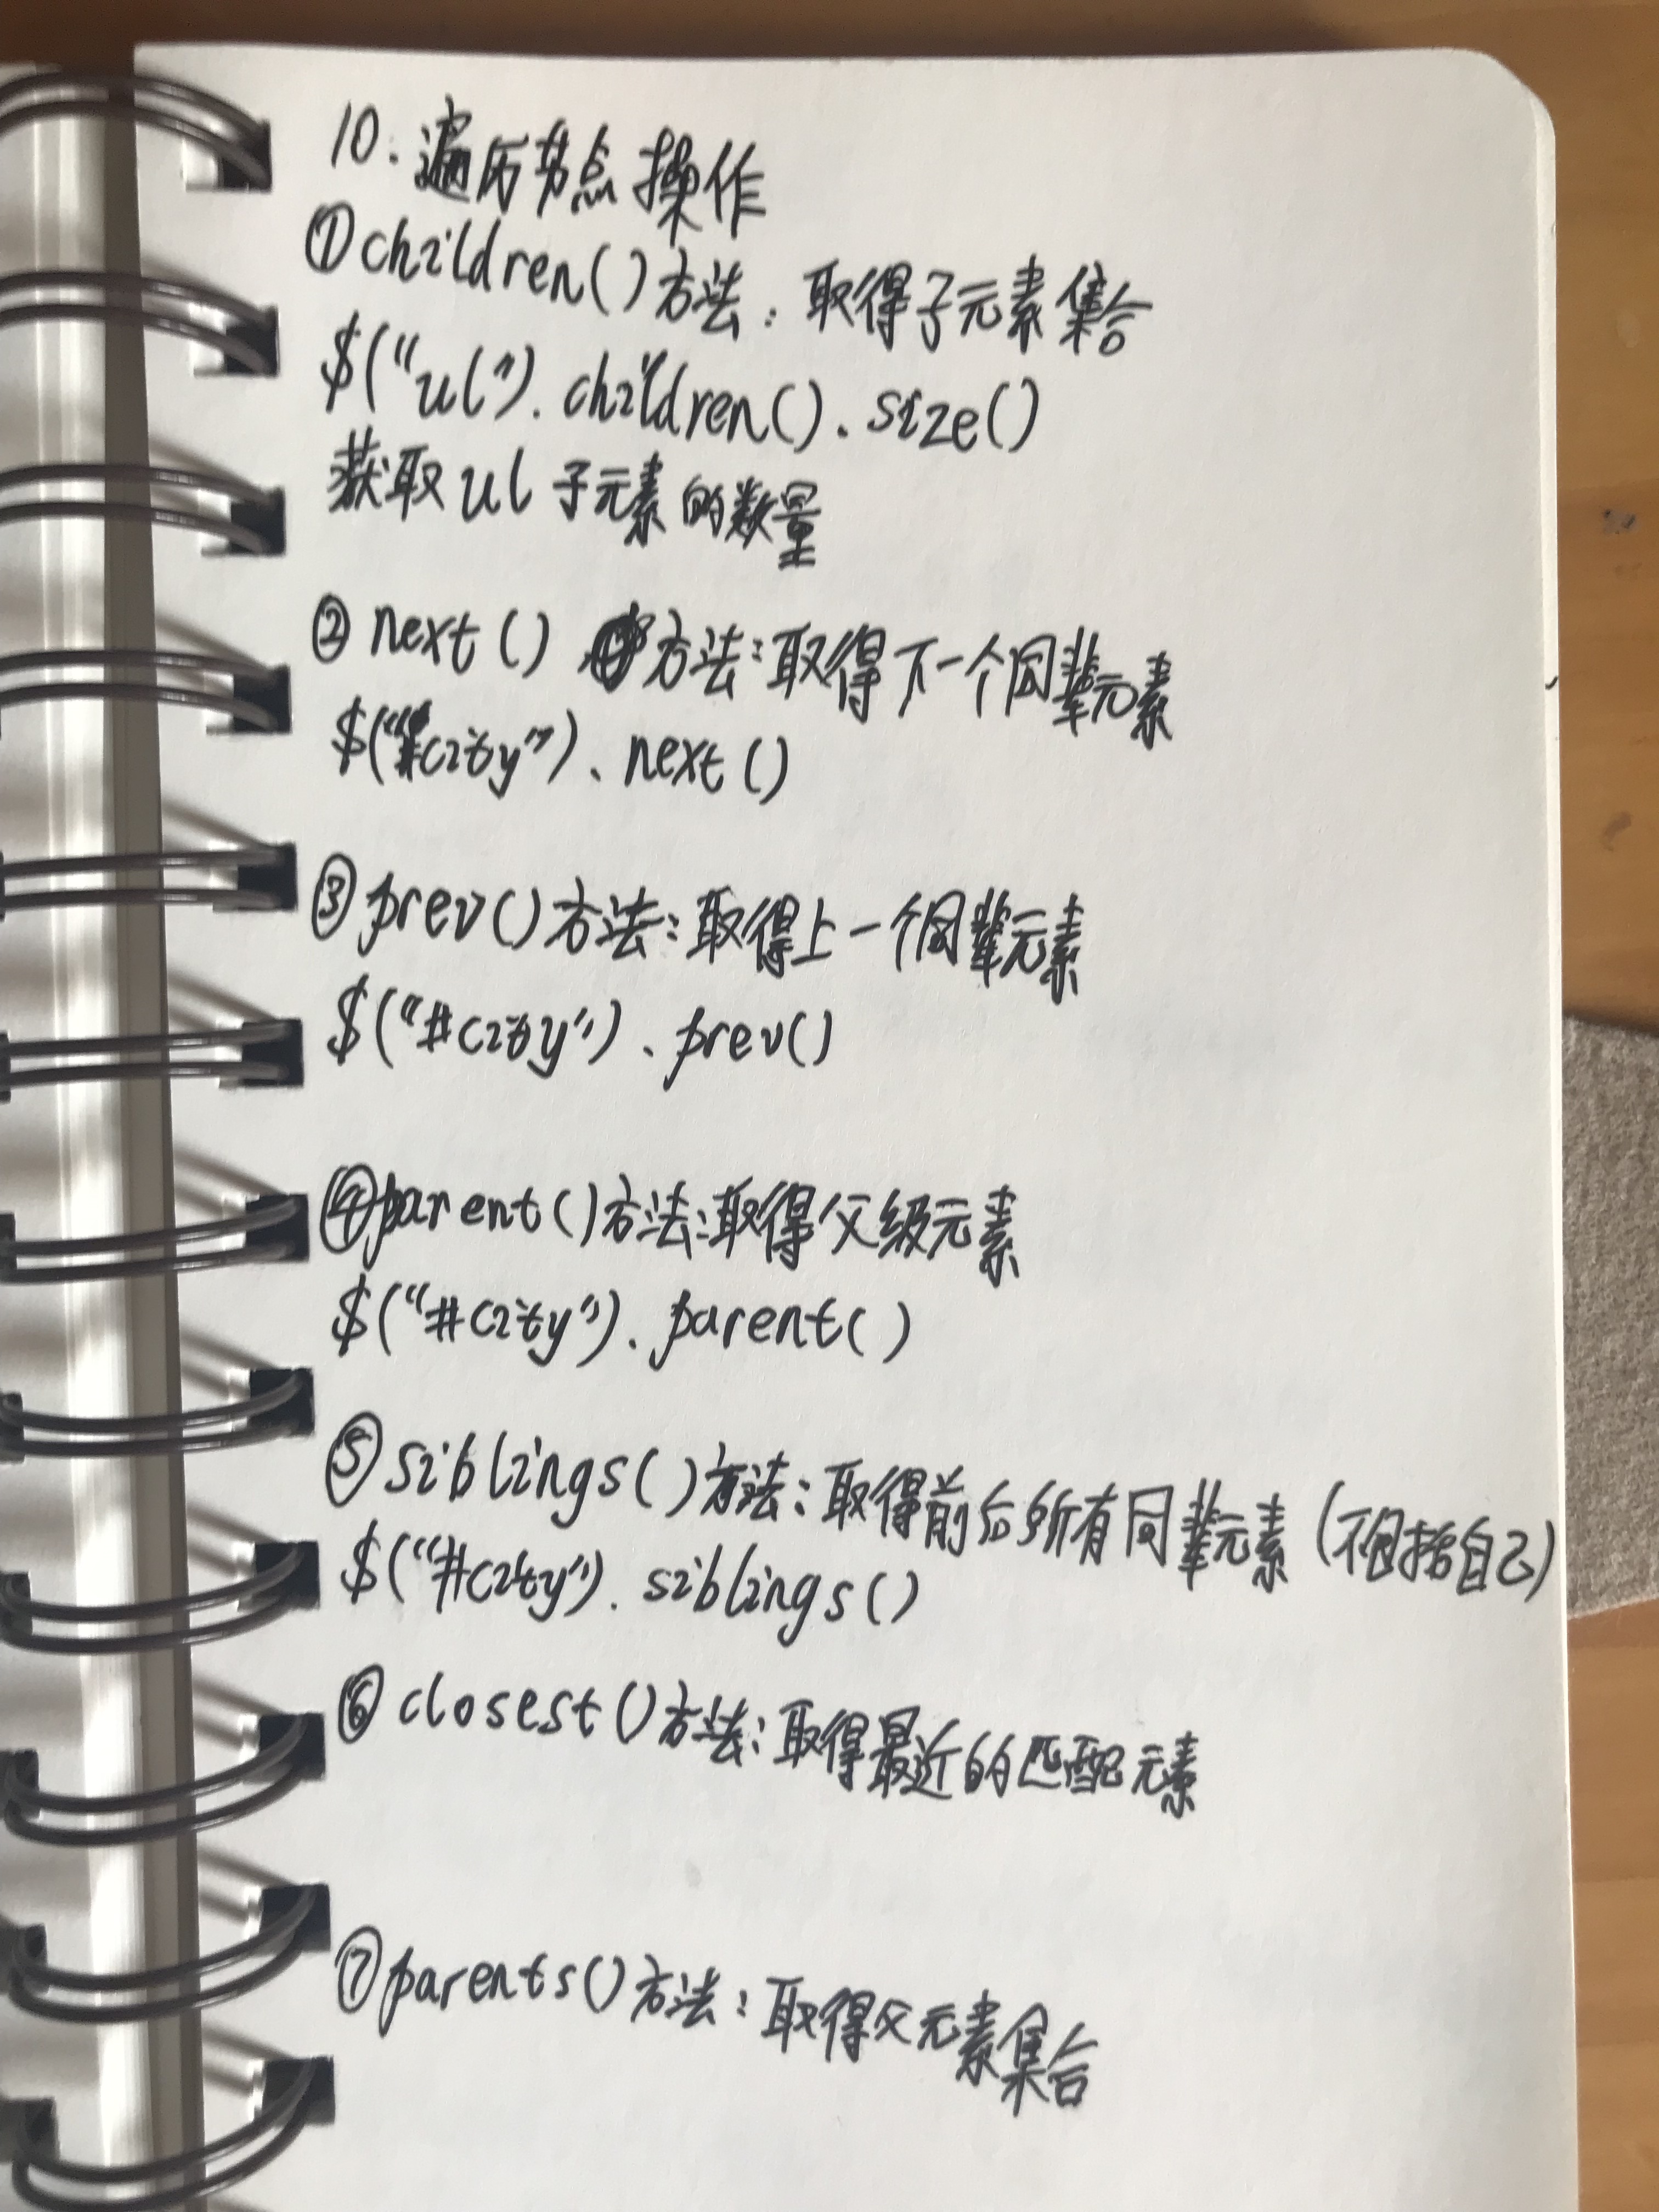 10. 遍历节点操作
①children()方法：取得子元素集合
$("ul").children().size()
获取ul子元素的数量
②next()方法：取得下一个同辈元素
$("#city").next()
③prev()方法：取得上一个同辈元素
$("#city").prev()
④parent()方法：取得父级元素
$("#city").parent()
⑤siblings()方法：取得前后所有同辈元素（不包括自己）
$("#city").siblings()
⑥closest()方法：取得最近的匹配元素
⑦parents()方法：取得父元素集合